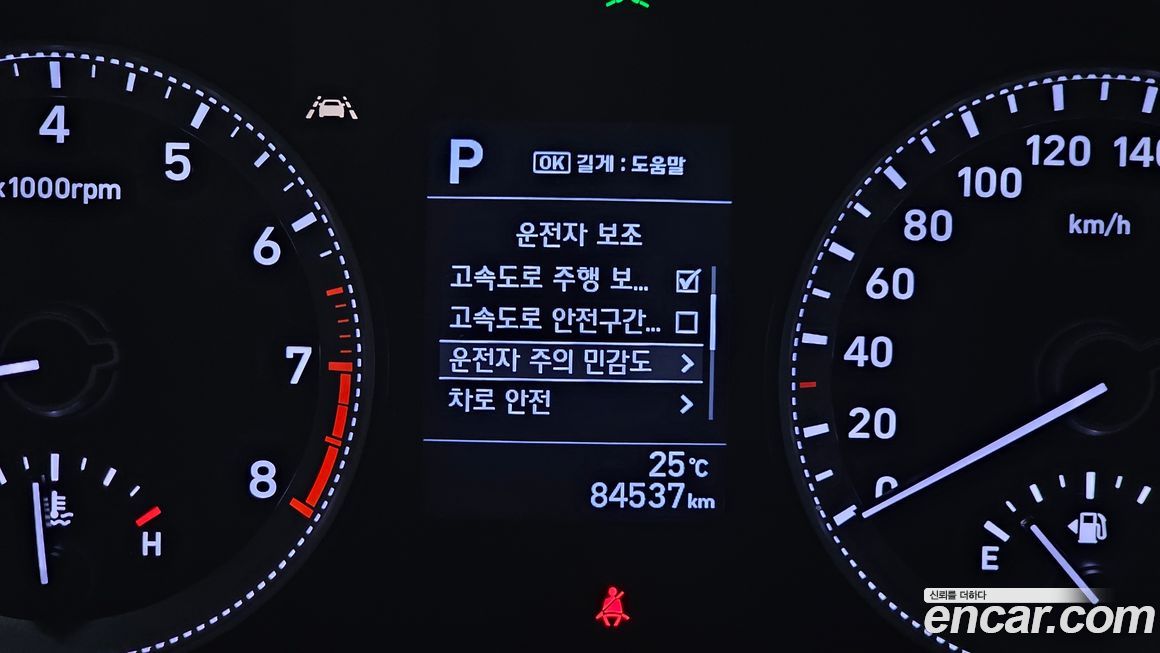 4
5
6
7
8
x1000rpm
H
P
OK 길게 : 도움말
운전자 보조
고속도로 주행 보...
고속도로 안전구간...
운전자 주의 민감도
차로 안전
25℃
84537km
0
20
40
60
80
100
120
140
km/h
E
신뢰를 더하다
encar.com